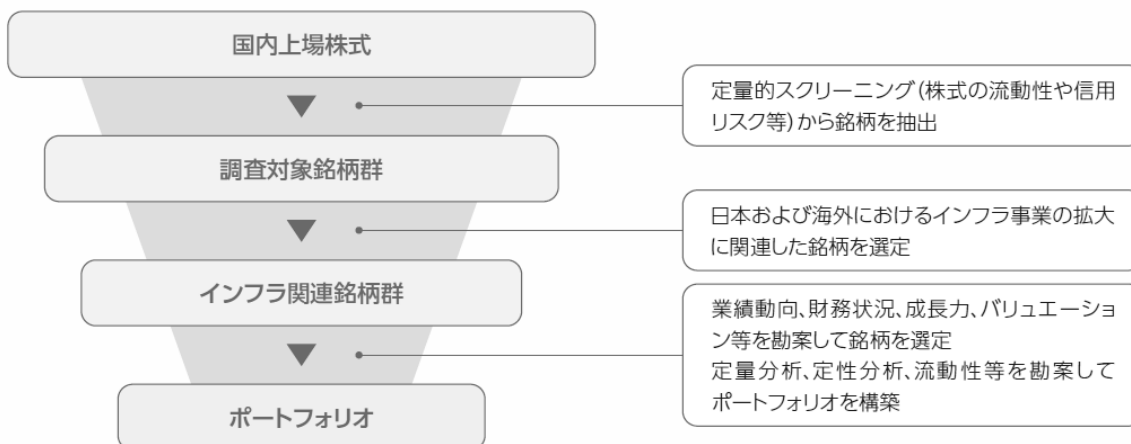 国内上場株式
定量的スクリーニング(株式の流動性や信用
リスク等)から銘柄を抽出
調査対象銘柄群
日本および海外におけるインフラ事業の拡大
に関連した銘柄を選定
インフラ関連銘柄群
業績動向、財務状況、成長力、バリュエーショ
ン等を勘案して銘柄を選定
定量分析、定性分析、流動性等を勘案して
ポートフォリオを構築
ポートフォリオ